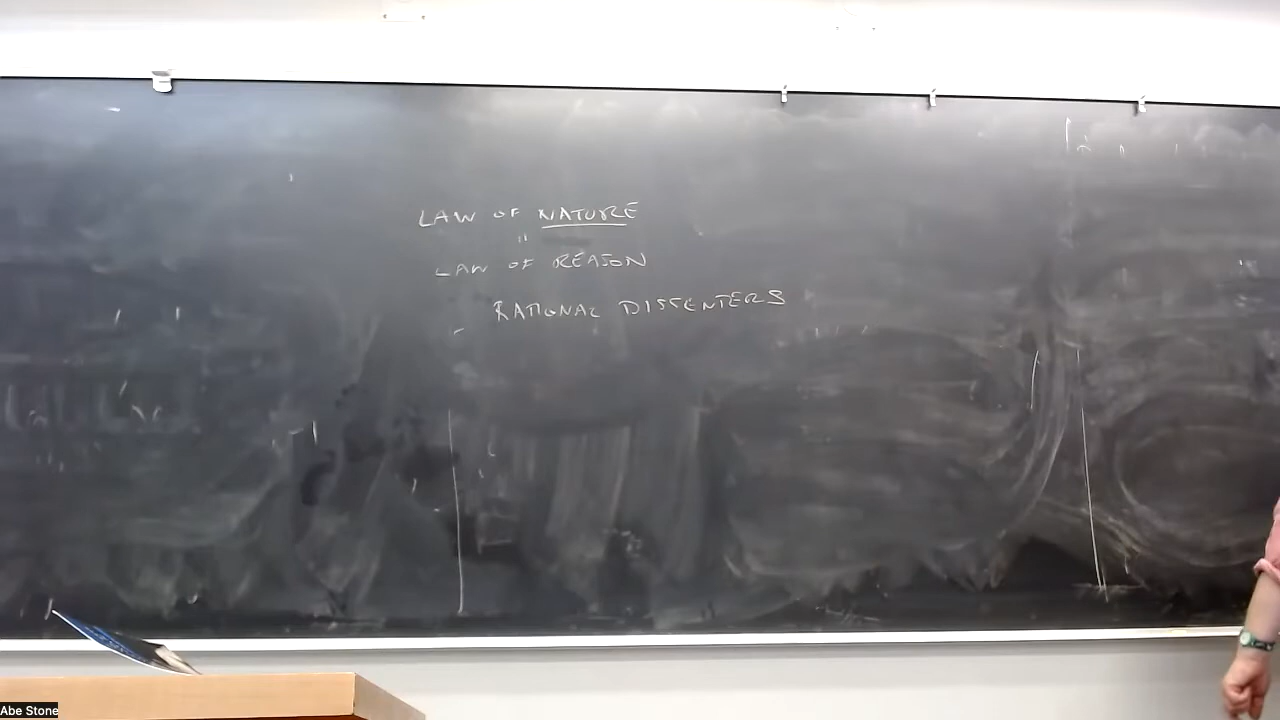 LAW OF NATURE
"
LAW OF REASON
RATIONAL DISSENTERS
Abe Stone